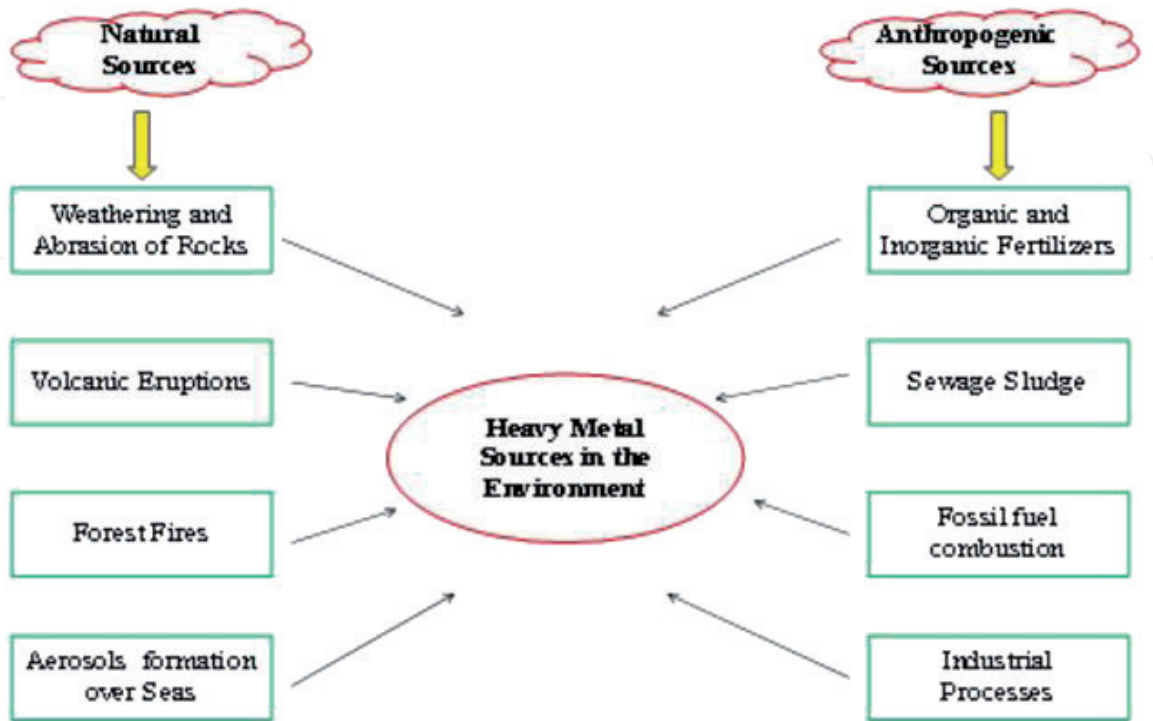 Natural
Sources
Anthropogenic
Sources
Weathering and
Abrasion of Rocks
Organic and
Inorganic Fertilizers
Volcanic Eruptions
Sewage Sludge
Heavy Metal
Sources in the
Environment
Forest Fires
Fossil fuel
combustion
Aerosols formation
over Seas
Industrial
Processes